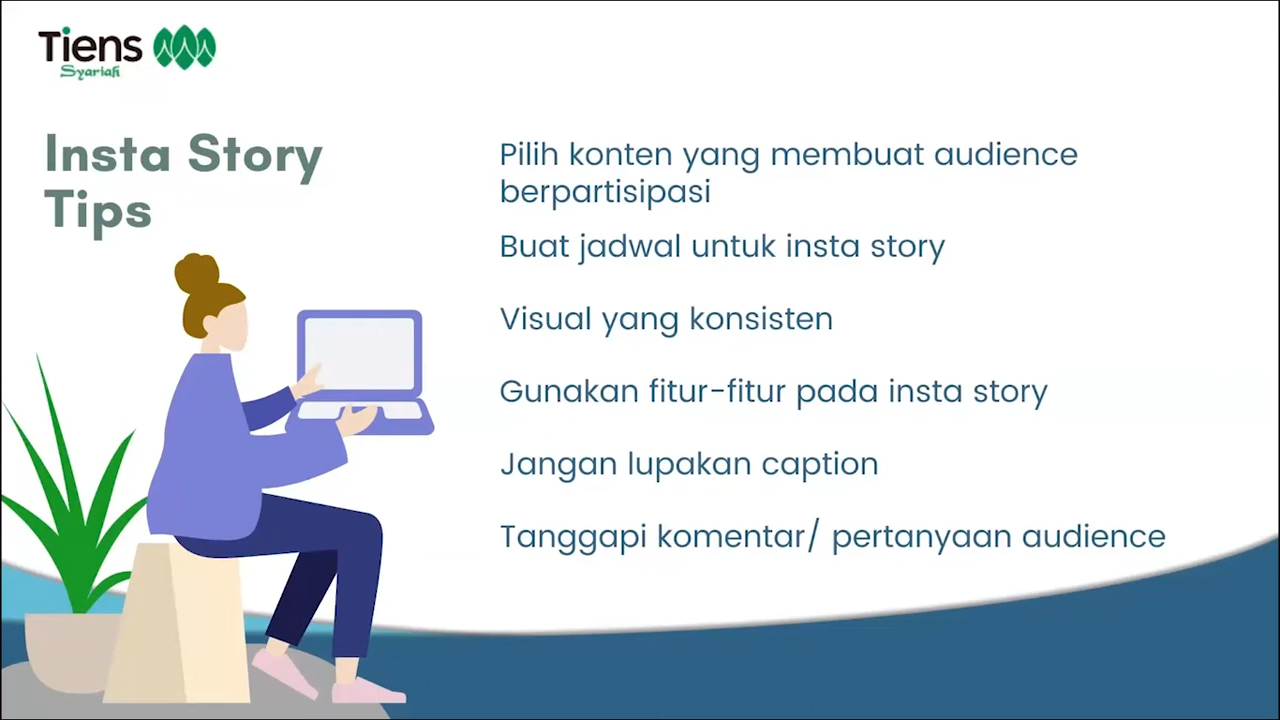 Tiens
Syariah
Insta Story
Tips
Pilih konten yang membuat audience
berpartisipasi
Buat jadwal untuk insta story
Visual yang konsisten
Gunakan fitur-fitur pada insta story
Jangan lupakan caption
Tanggapi komentar/ pertanyaan audience